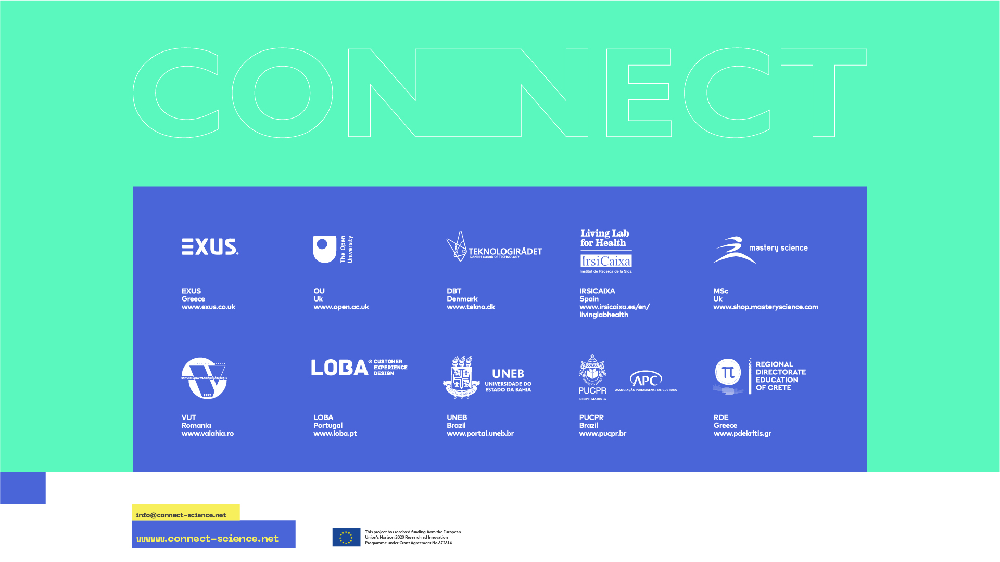 CONNECT
EXUS®
The Open
University
TEKNOLOGIRÅDET
DANISH BOARD OF TECHNOLOGY
Living Lab
for Health
IrsiCaixa
Institut de Recerca de la Sida
mastery science
EXUS
Greece
www.exus.co.uk
OU
Uk
www.open.ac.uk
DBT
Denmark
www.tekno.dk
IRSICAIXA
Spain
www.irsicaixa.es/en/
livinglabhealth
MSc
Uk
www.shop.masteryscience.com
UNIVERSITATEA VALAHIA din TÂRGOVIȘTE
1992
LOBA®
CUSTOMER
EXPERIENCE
DESIGN
UNEB
UNIVERSIDADE DO
ESTADO DA BAHIA
PUCPR
GRUPO MARISTA
APC
ASSOCIAÇÃO PARANAENSE DE CULTURA
π
REGIONAL
DIRECTORATE
EDUCATION
OF CRETE
VUT
Romania
www.valahia.ro
LOBA
Portugal
www.loba.pt
UNEB
Brazil
www.portal.uneb.br
PUCPR
Brazil
www.pucpr.br
RDE
Greece
www.pdekritis.gr
info@connect-science.net
www.connect-science.net
This project has received funding from the European
Union's Horizon 2020 Research ad Innovation
Programme under Grant Agreement No 872814